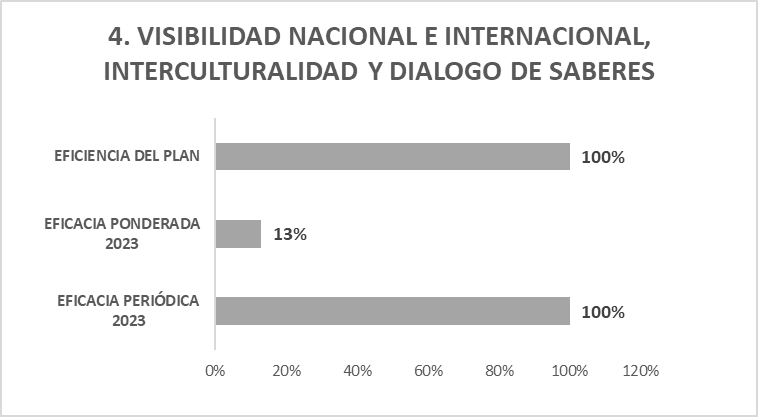 4. VISIBILIDAD NACIONAL E INTERNACIONAL,
INTERCULTURALIDAD Y DIALOGO DE SABERES
EFICIENCIA DEL PLAN
100%
EFICACIA PONDERADA
2023
13%
EFICACIA PERIÓDICA
2023
100%
0% 20% 40% 60% 80% 100% 120%